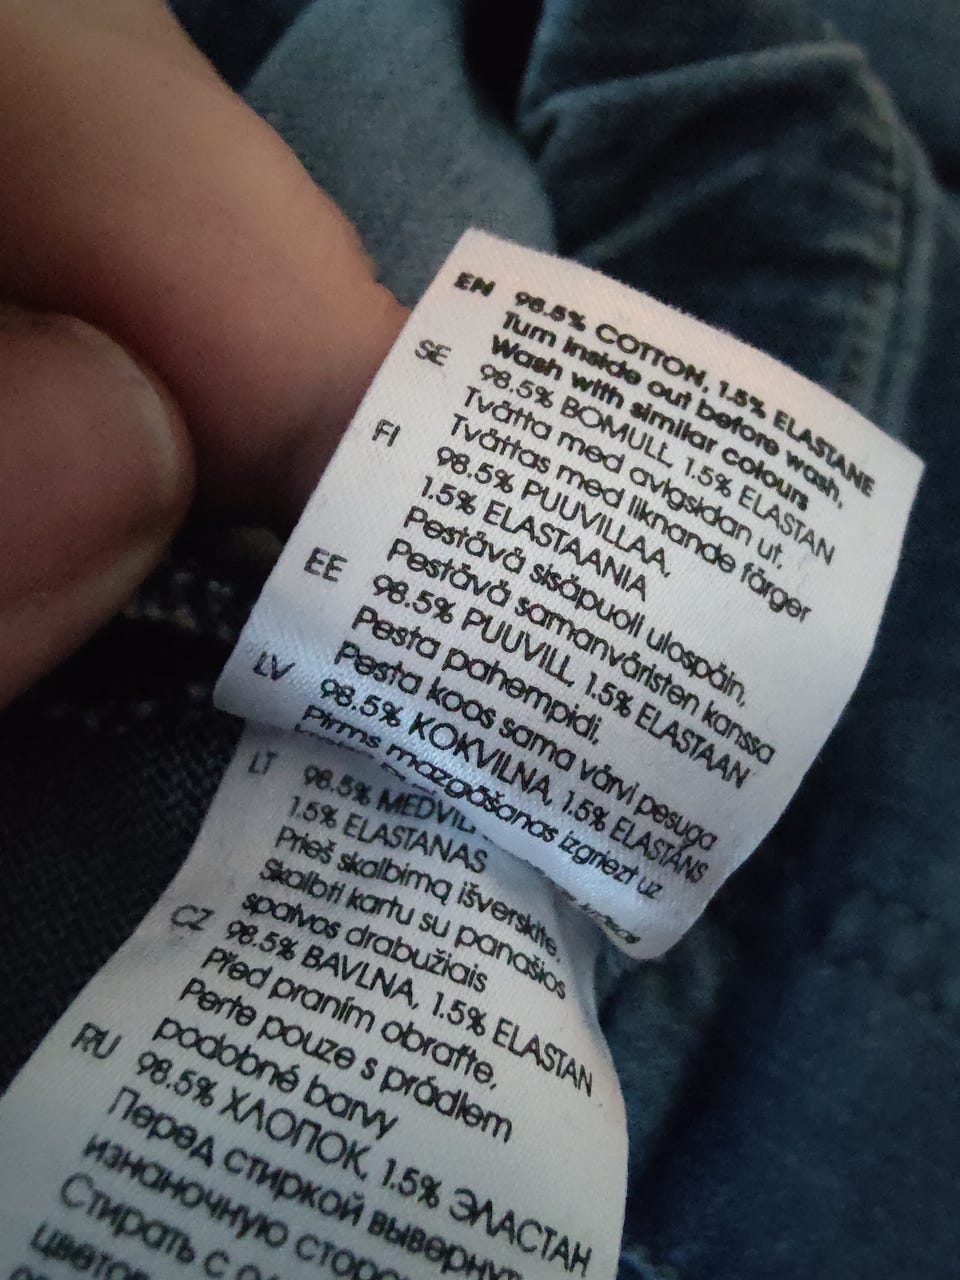 EN 98.5% COTTON, 1.5% ELASTANE
Turn inside out before wash,
Wash with similar colours
SE 98.5% BOMULL, 1.5% ELASTAN
Tvätta med avigsidan ut.
Tvättas med liknande färger
FI 98.5% PUUVILLAA,
1.5% ELASTAANIA
Pestävä sisäpuoli ulospäin,
Pestävä samanväristen kanssa
EE 98.5% PUUVILL, 1.5% ELASTAAN
Pesta pahempidi,
Pesta koos sama värvi pesuga
LV 98.5% KOKVILNA, 1.5% ELASTĀNS
Pirms mazgāšanas izgriezt uz
LT 98.5% MEDVIL
1.5% ELASTANAS
Prieš skalbimą išverskite,
Skalbti kartu su panašios
spalvos drabužiais
CZ 98.5% BAVLNA, 1.5% ELASTAN
Před praním obraťte,
Perte pouze s prádlem
podobné barvy
RU 98.5% ХЛОПОК, 1.5% ЭЛАСТАН
Перед стиркой вывернут
изнаночную сторо
Стирать с